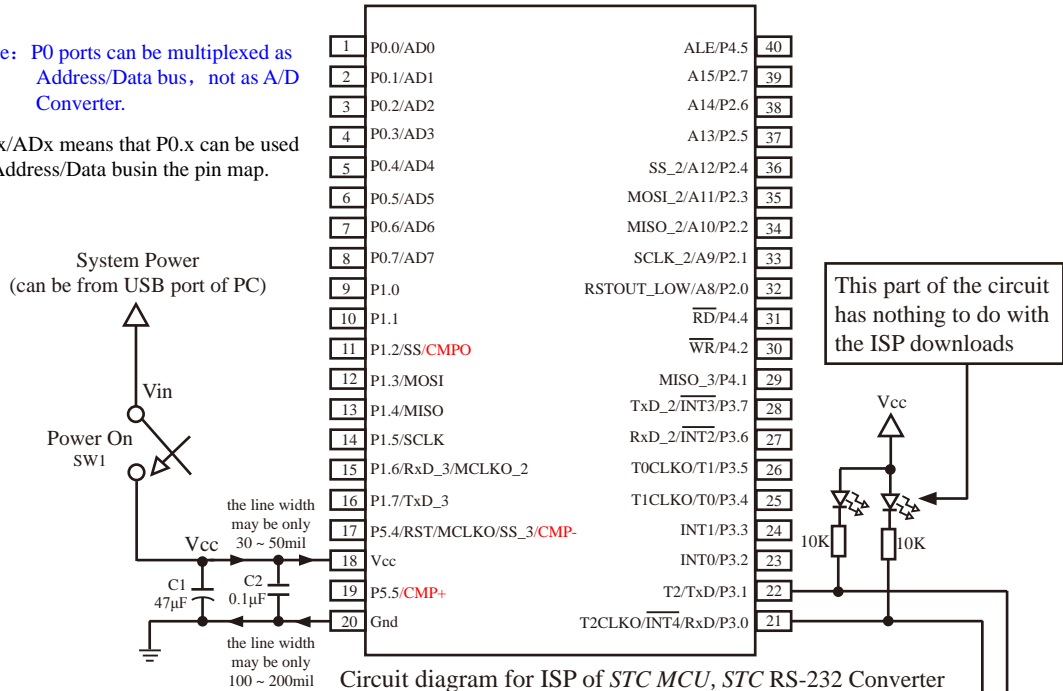 e: P0 ports can be multiplexed as
Address/Data bus, not as A/D
Converter.
x/ADx means that P0.x can be used
Address/Data busin the pin map.
System Power
(can be from USB port of PC)
Vin
Power On
SW1
the line width
may be only
30 ~ 50mil
Vcc
C1
47μF
C2
0.1μF
the line width
may be only
100 ~ 200mil
1 P0.0/AD0
2 P0.1/AD1
3 P0.2/AD2
4 P0.3/AD3
5 P0.4/AD4
6 P0.5/AD5
7 P0.6/AD6
8 P0.7/AD7
9 P1.0
10 P1.1
11 P1.2/SS/CMPO
12 P1.3/MOSI
13 P1.4/MISO
14 P1.5/SCLK
15 P1.6/RxD_3/MCLKO_2
16 P1.7/TxD_3
17 P5.4/RST/MCLKO/SS_3/CMP-
18 Vcc
19 P5.5/CMP+
20 Gnd
ALE/P4.5 40
A15/P2.7 39
A14/P2.6 38
A13/P2.5 37
SS_2/A12/P2.4 36
MOSI_2/A11/P2.3 35
MISO_2/A10/P2.2 34
SCLK_2/A9/P2.1 33
RSTOUT_LOW/A8/P2.0 32
RD/P4.4 31
WR/P4.2 30
MISO_3/P4.1 29
TxD_2/INT3/P3.7 28
RxD_2/INT2/P3.6 27
T0CLKO/T1/P3.5 26
T1CLKO/T0/P3.4 25
INT1/P3.3 24
INT0/P3.2 23
T2/TxD/P3.1 22
T2CLKO/INT4/RxD/P3.0 21
This part of the circuit
has nothing to do with
the ISP downloads
Vcc
10K
10K
Circuit diagram for ISP of STC MCU, STC RS-232 Converter